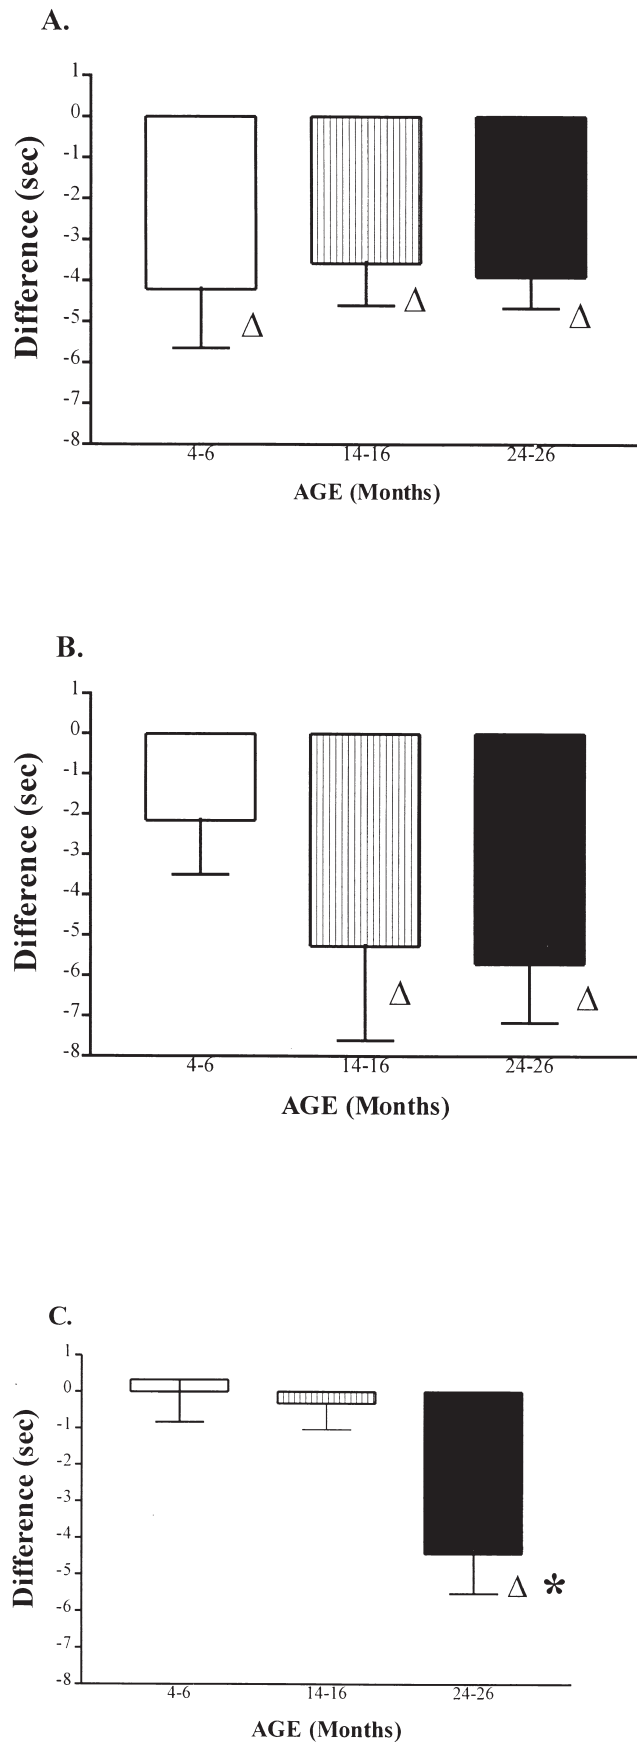 A.
1
0
-1
-2
-3
-4
-5
-6
-7
-8
Difference (sec)
Δ
Δ
Δ
4-6
14-16
24-26
AGE (Months)
B.
1
0
-1
-2
-3
-4
-5
-6
-7
-8
Difference (sec)
Δ
Δ
4-6
14-16
24-26
AGE (Months)
C.
1
0
-1
-2
-3
-4
-5
-6
-7
-8
Difference (sec)
Δ *
4-6
14-16
24-26
AGE (Months)